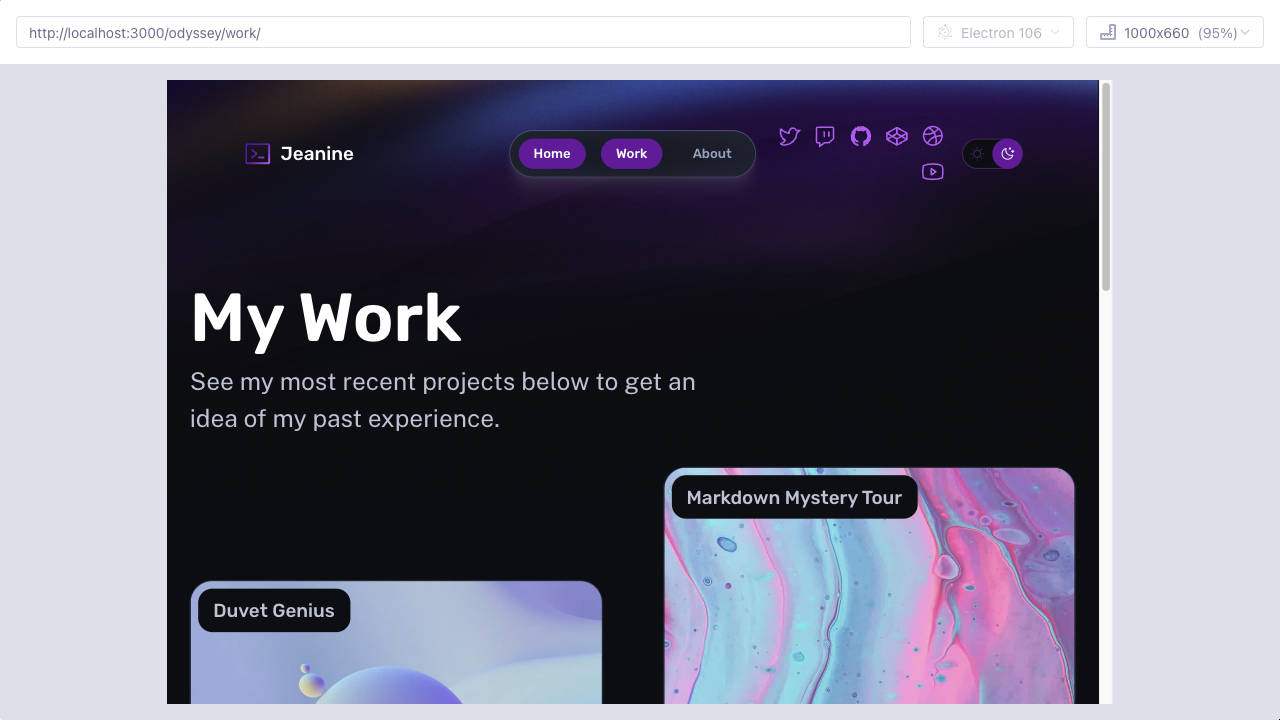 http://localhost:3000/odyssey/work/
Electron 106
1000x660 (95%)
Jeanine
Home
Work
About
My Work
See my most recent projects below to get an
idea of my past experience.
Markdown Mystery Tour
Duvet Genius